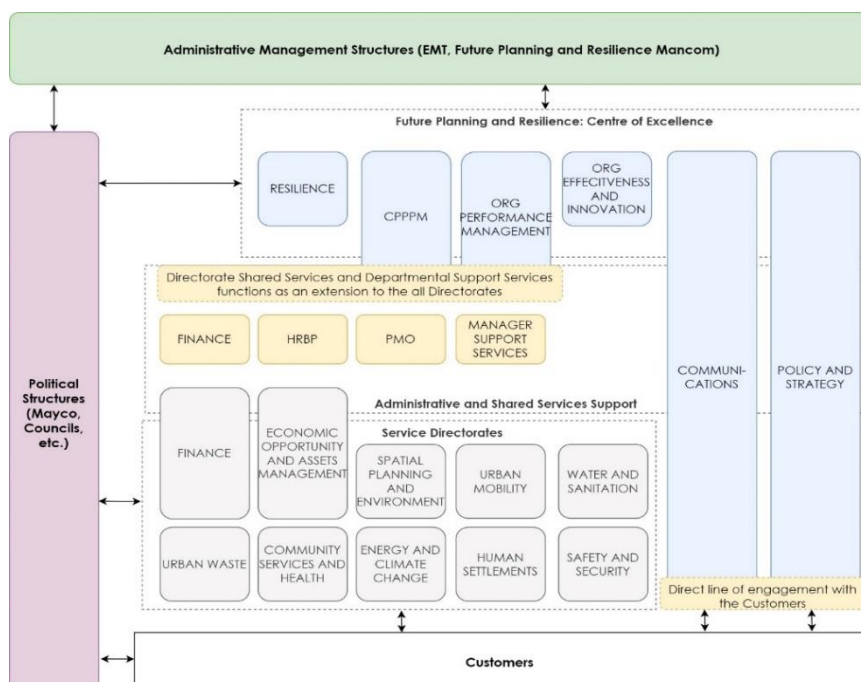 Administrative Management Structures (EMT, Future Planning and Resilience Mancom)
Future Planning and Resilience: Centre of Excellence
RESILIENCE
CPPPM
ORG
PERFORMANCE
MANAGEMENT
ORG
EFFECITVENESS
AND
INNOVATION
Directorate Shared Services and Departmental Support Services
functions as an extension to the all Directorates
FINANCE
HRBP
PMO
MANAGER
SUPPORT
SERVICES
COMMUNI-
CATIONS
POLICY AND
STRATEGY
Political
Structures
(Mayco,
Councils,
etc.)
Administrative and Shared Services Support
Service Directorates
FINANCE
ECONOMIC
OPPORTUNITY
AND ASSETS
MANAGEMENT
SPATIAL
PLANNING
AND
ENVIRONMENT
URBAN
MOBILITY
WATER AND
SANITATION
URBAN WASTE
COMMUNITY
SERVICES AND
HEALTH
ENERGY AND
CLIMATE
CHANGE
HUMAN
SETTLEMENTS
SAFETY AND
SECURITY
Direct line of engagement with
the Customers
Customers